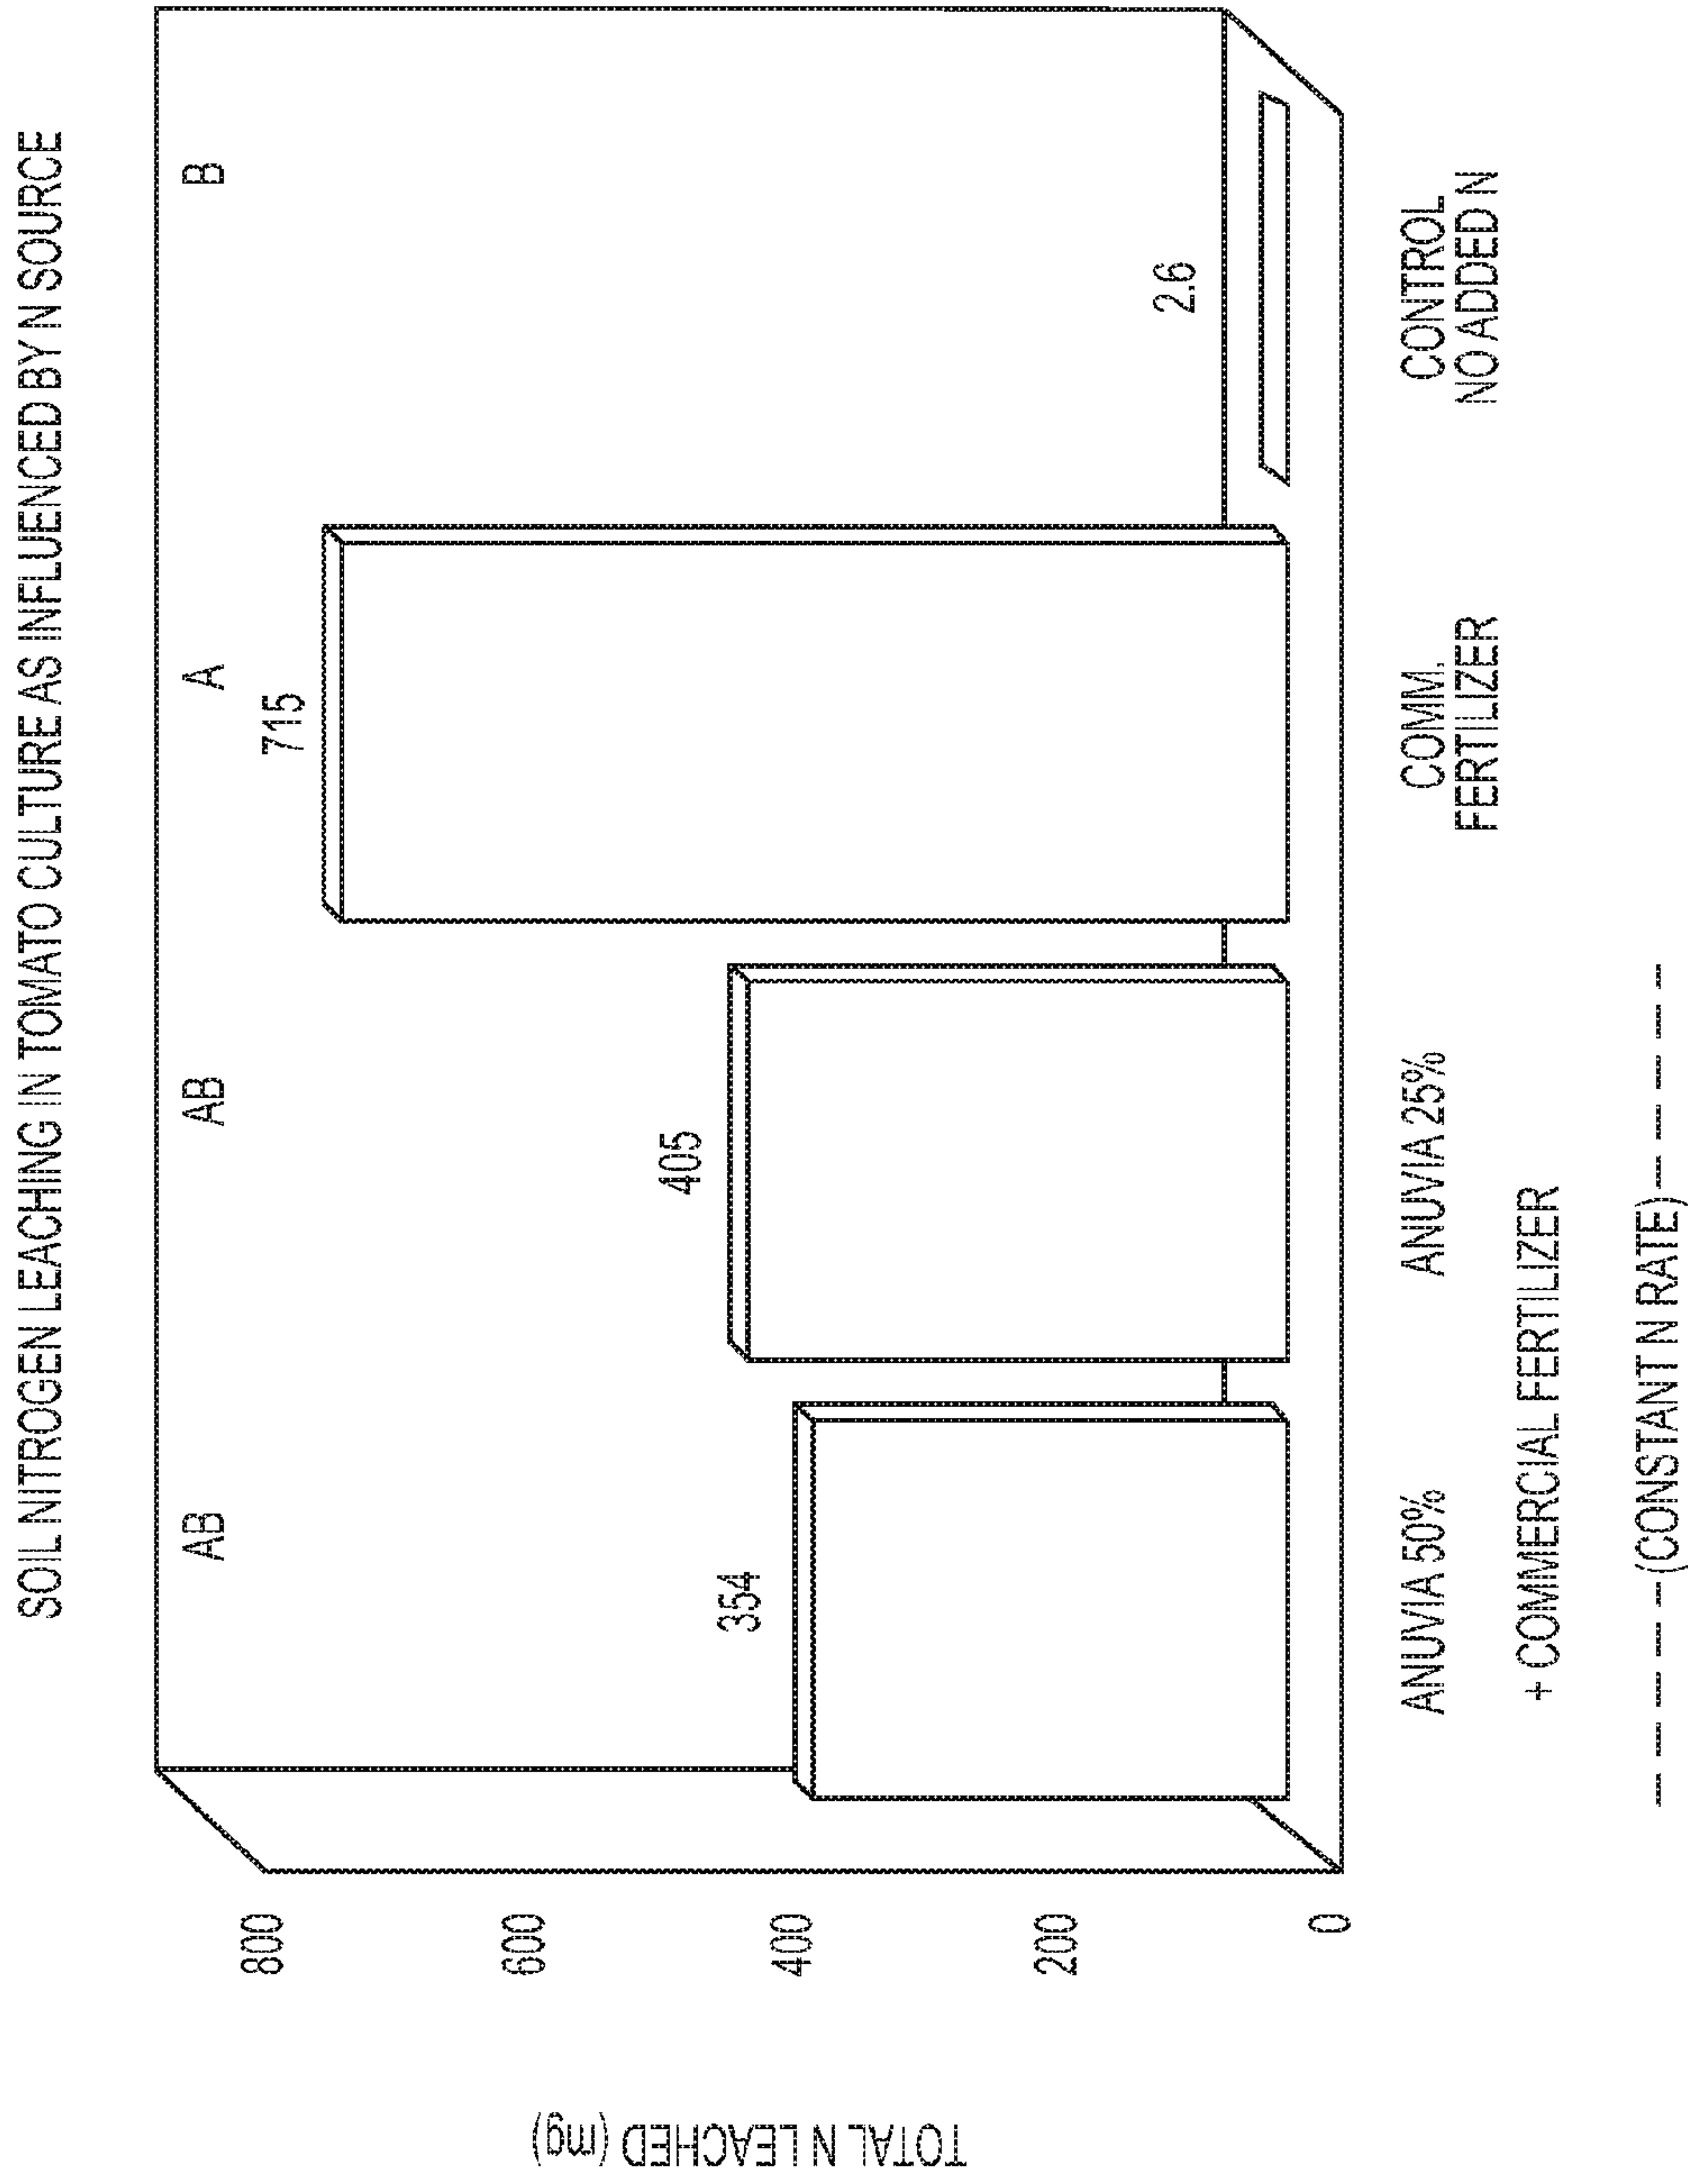 SOIL NITROGEN LEACHING IN TOMATO CULTURE AS INFLUENCED BY N SOURCE
TOTAL N LEACHED (mg)
800
600
400
200
0
AB
AB
A
B
354
405
715
2.6
ANUVIA 50%
ANUVIA 25%
COMM.
FERTILIZER
CONTROL
NO ADDED N
+ COMMERCIAL FERTILIZER
— — — — (CONSTANT N RATE) — — — — —